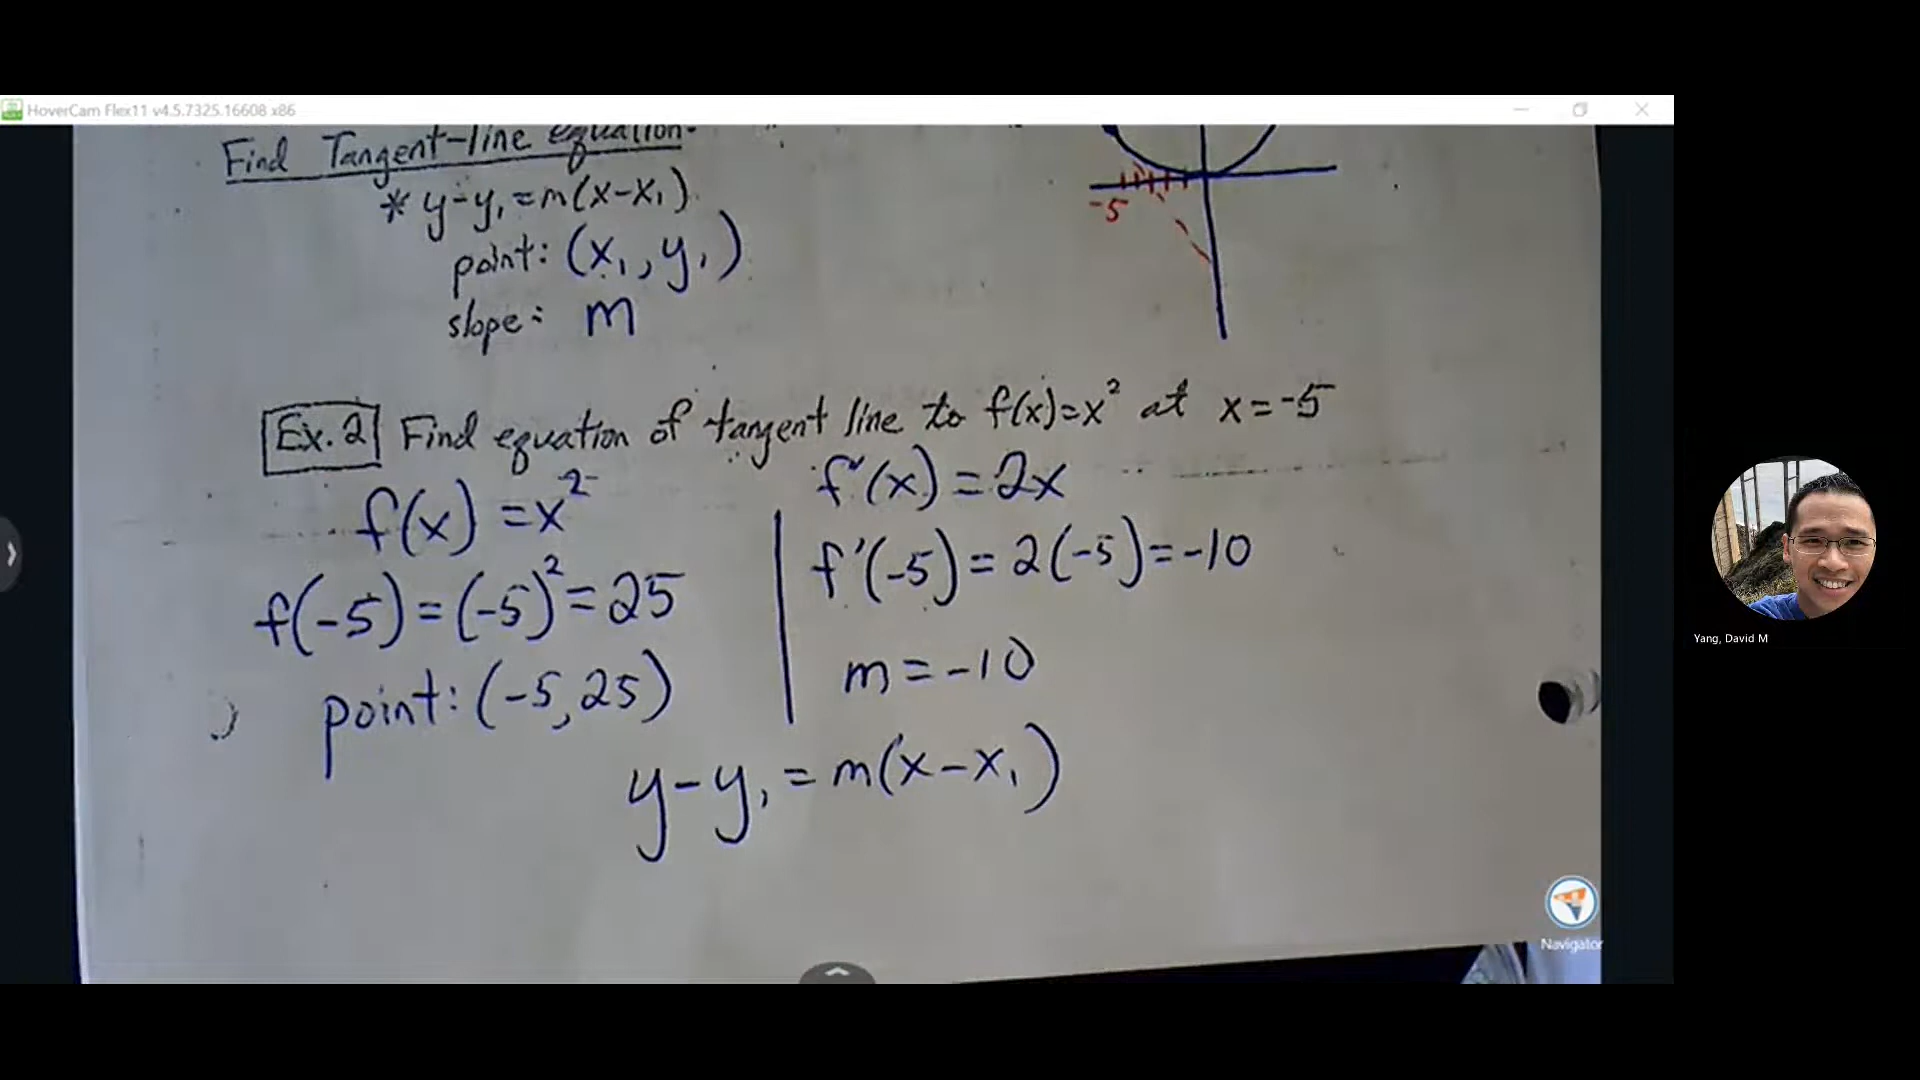 HoverCam Flex11 v4.5.7325.16608 x86
Find Tangent-line equation.
* y-y₁=m(x-x₁)
point: (x₁,y₁)
slope: m
-5
Ex.2 Find equation of tangent line to f(x)=x² at x=-5
f(x)=x²
f(-5)=(-5)²=25
point: (-5,25)
f'(x)=2x
f'(-5)=2(-5)=-10
m=-10
y-y₁=m(x-x₁)
Navigator
Yang, David M